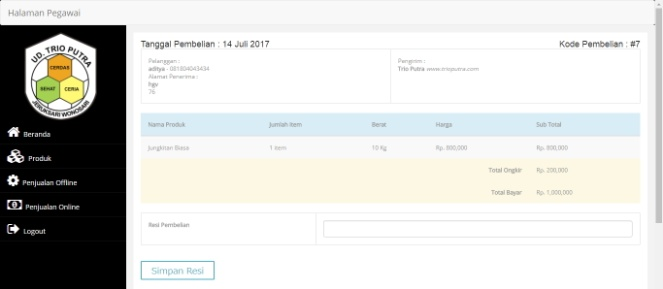 Halaman Pegawai
UD. TRIO PUTRA
CERDAS
SEHAT CERIA
JERUKSARI WONOSARI
Beranda
Produk
Penjualan Offline
Penjualan Online
Logout
Tanggal Pembelian : 14 Juli 2017 Kode Pembelian : #7
Pelanggan :
aditya - 081804043434
Alamat Penerima :
hgv
76
Pengirim :
Trio Putra www.trioputra.com
Nama Produk Jumlah Item Berat Harga Sub Total
Jungkitan Biasa 1 item 10 Kg Rp. 800,000 Rp. 800,000
Total Ongkir Rp. 200,000
Total Bayar Rp. 1,000,000
Resi Pembelian
Simpan Resi